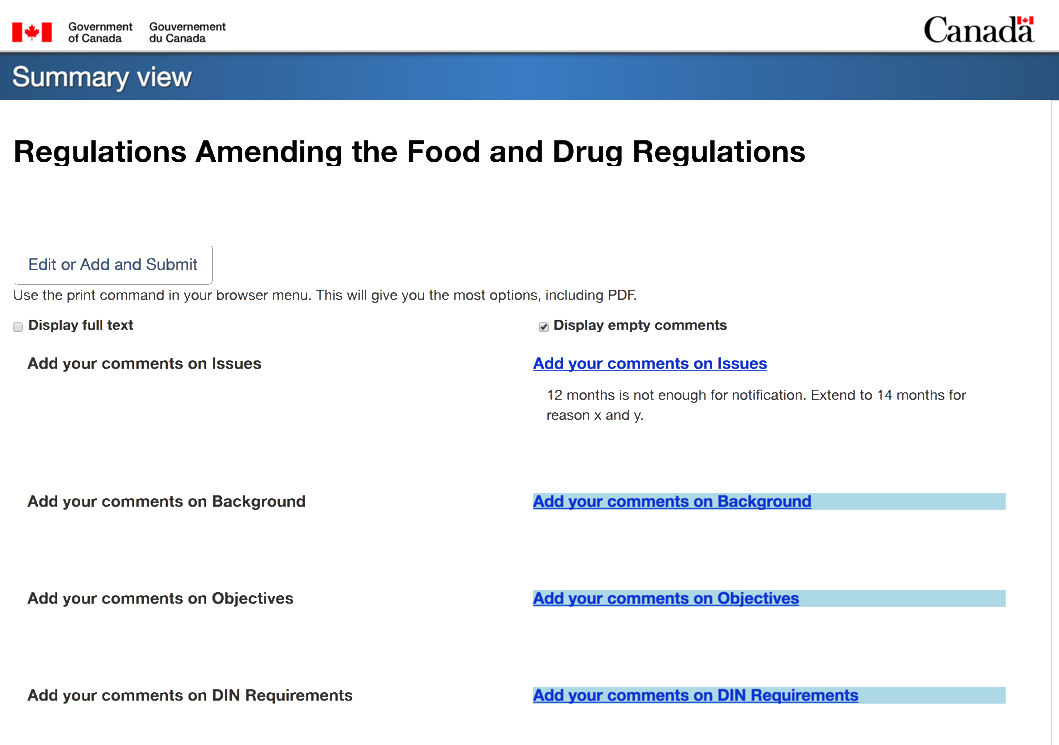 Government of Canada
Gouvernement du Canada
Canada
Summary view
Regulations Amending the Food and Drug Regulations
Edit or Add and Submit
Use the print command in your browser menu. This will give you the most options, including PDF.
Display full text
Display empty comments
Add your comments on Issues
Add your comments on Issues
12 months is not enough for notification. Extend to 14 months for
reason x and y.
Add your comments on Background
Add your comments on Background
Add your comments on Objectives
Add your comments on Objectives
Add your comments on DIN Requirements
Add your comments on DIN Requirements